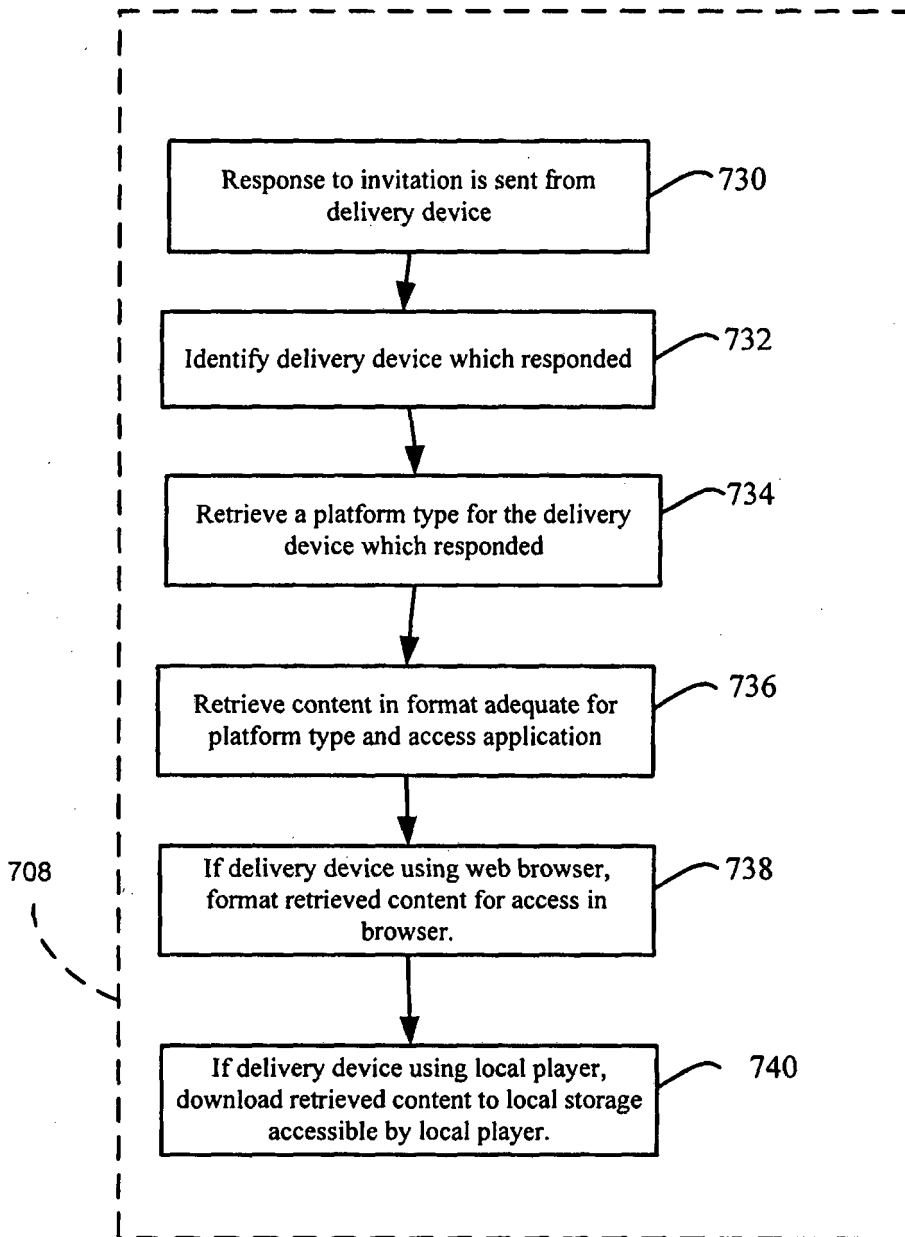 Response to invitation is sent from
delivery device
730
Identify delivery device which responded
732
Retrieve a platform type for the delivery
device which responded
734
Retrieve content in format adequate for
platform type and access application
736
If delivery device using web browser,
format retrieved content for access in
browser.
738
708
If delivery device using local player,
download retrieved content to local storage
accessible by local player.
740